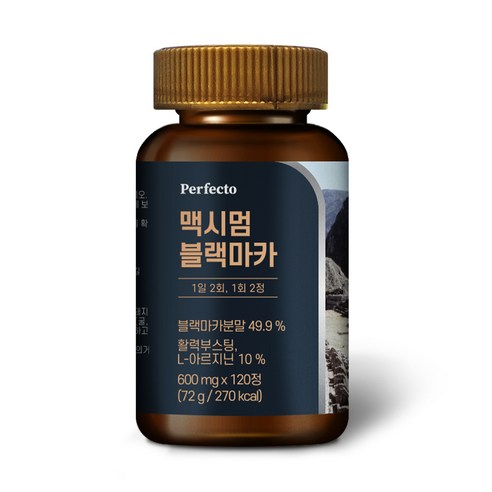 Perfecto
맥시멈
블랙마카
1일 2회, 1회 2정
블랙마카분말 49.9 %
활력부스팅,
L-아르지닌 10 %
600 mg x 120정
(72 g / 270 kcal)